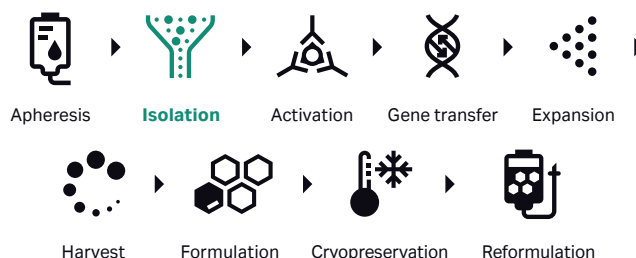 Apheresis
Isolation
Activation
Gene transfer
Expansion
Harvest
Formulation
Cryopreservation
Reformulation